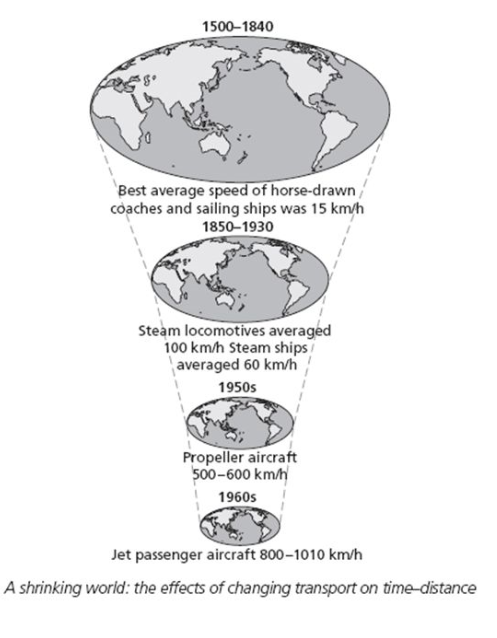 1500–1840
Best average speed of horse-drawn
coaches and sailing ships was 15 km/h
1850–1930
Steam locomotives averaged
100 km/h Steam ships
averaged 60 km/h
1950s
Propeller aircraft
500–600 km/h
1960s
Jet passenger aircraft 800–1010 km/h
A shrinking world: the effects of changing transport on time–distance